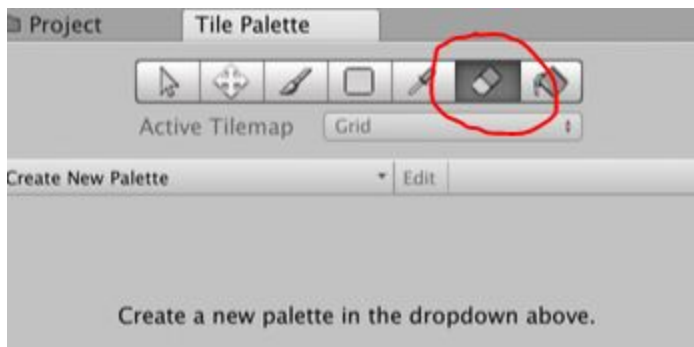 Project Tile Palette
Active Tilemap Grid
Create New Palette Edit
Create a new palette in the dropdown above.